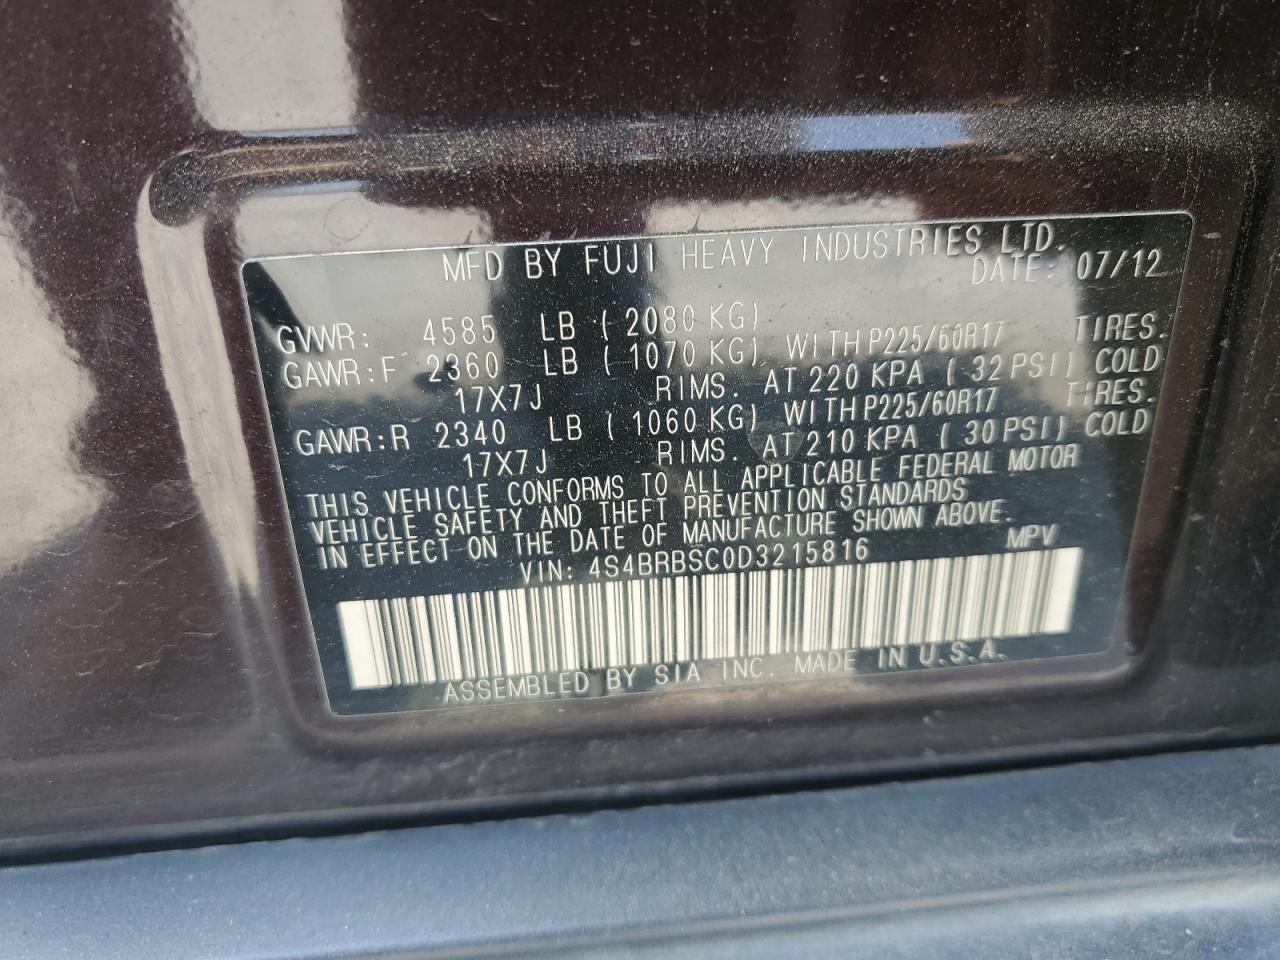 MFD BY FUJI HEAVY INDUSTRIES LTD.
DATE: 07/12
GVWR: 4585 LB ( 2080 KG)
GAWR: F 2360 LB ( 1070 KG) WITH P225/60R17 TIRES.
17X7J RIMS. AT 220 KPA ( 32 PSI) COLD
GAWR: R 2340 LB ( 1060 KG) WITH P225/60R17 TIRES.
17X7J RIMS. AT 210 KPA ( 30 PSI) COLD
THIS VEHICLE CONFORMS TO ALL APPLICABLE FEDERAL MOTOR
VEHICLE SAFETY AND THEFT PREVENTION STANDARDS
IN EFFECT ON THE DATE OF MANUFACTURE SHOWN ABOVE.
VIN: 4S4BRBSC0D3215816 MPV
ASSEMBLED BY SIA INC. MADE IN U.S.A.